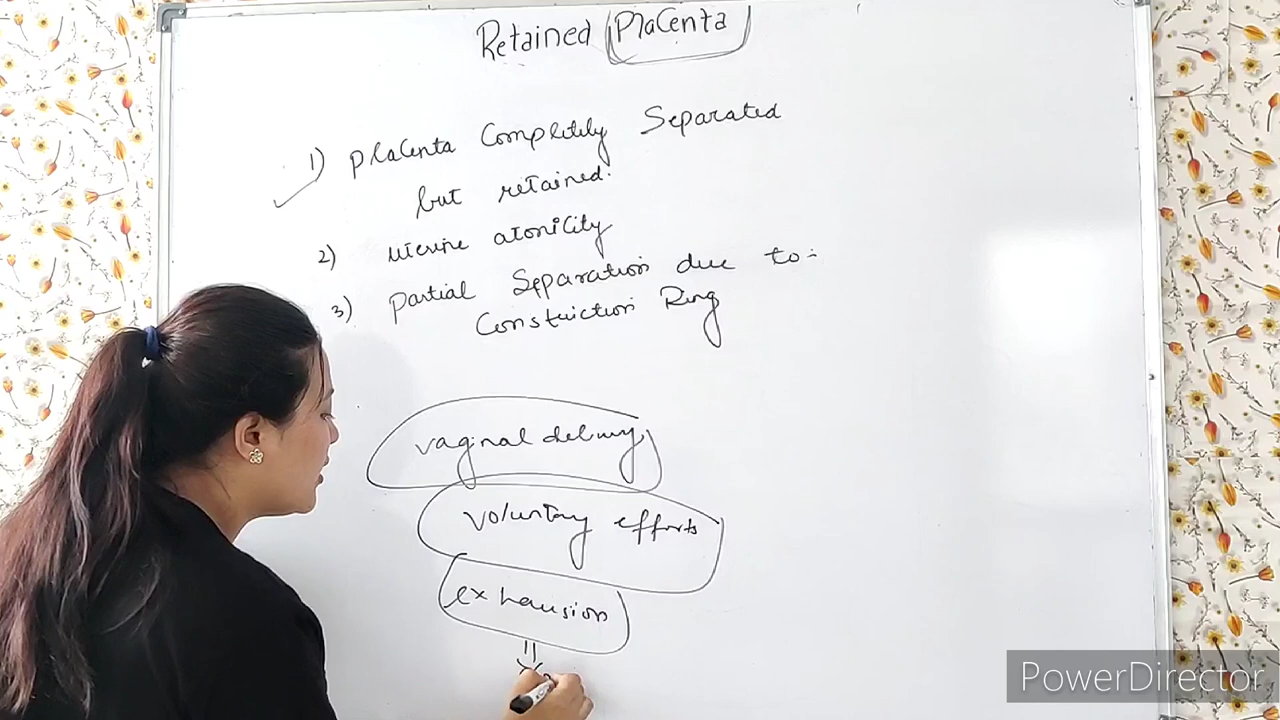 Retained Placenta
1) Placenta Completely Separated
but retained.
2) uterine atonicity
3) Partial Separation due to:-
Constriction Ring
vaginal delivery
voluntary efforts
exhausion
PowerDirector